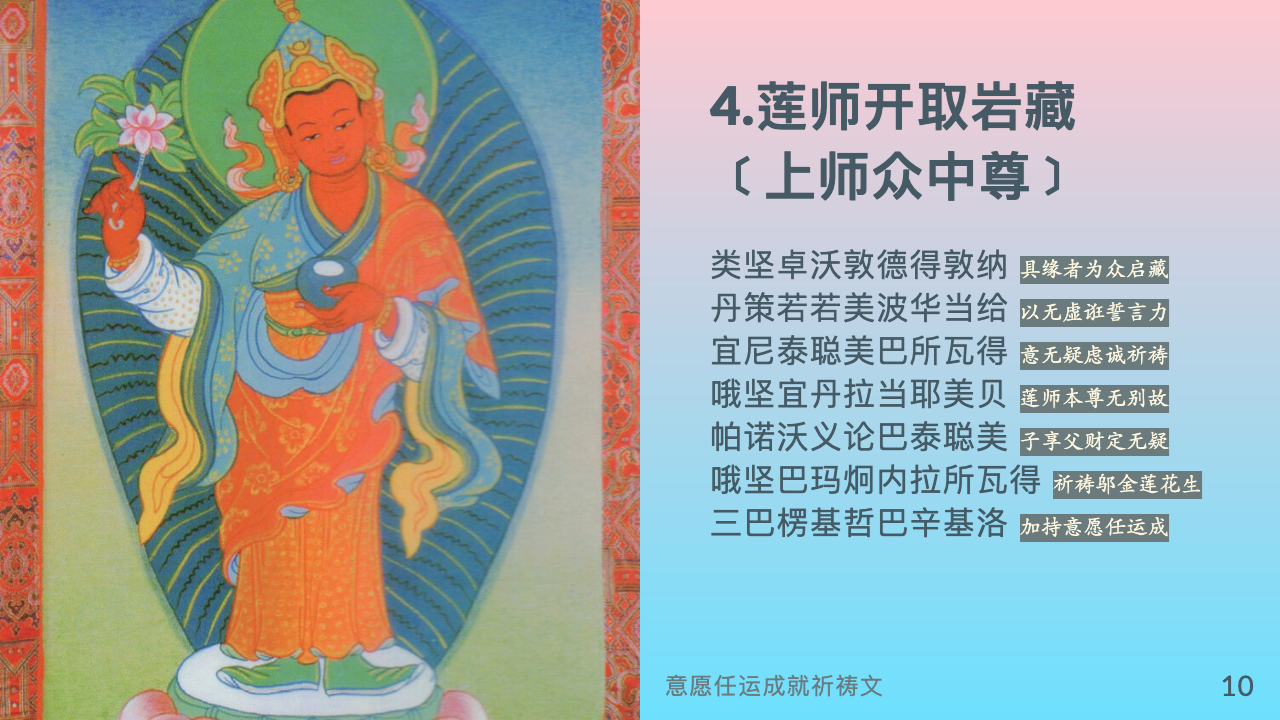 4.莲师开取岩藏
﹝上师众中尊﹞
类坚卓沃敦德得敦纳 具缘者为众启藏
丹策若若美波华当给 以无虚诳誓言力
宜尼泰聪美巴所瓦得 意无疑虑诚祈祷
哦坚宜丹拉当耶美贝 莲师本尊无别故
帕诺沃义论巴泰聪美 子享父财定无疑
哦坚巴玛炯内拉所瓦得 祈祷邬金莲花生
三巴楞基哲巴辛基洛 加持意愿任运成
意愿任运成就祈祷文
10